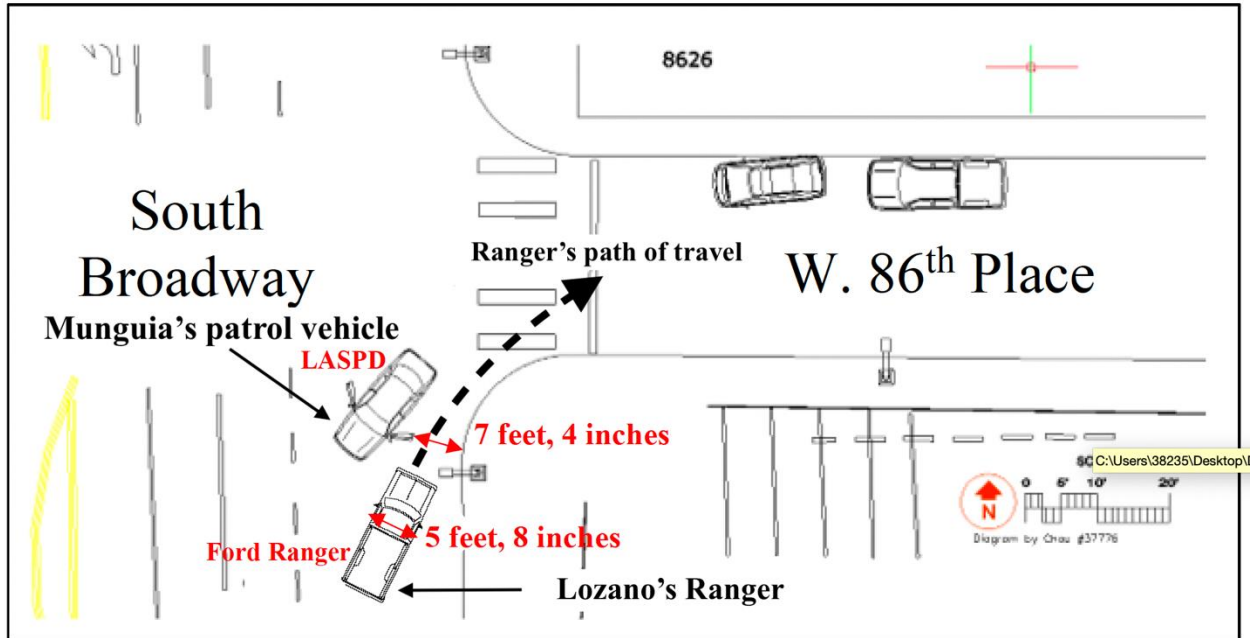 8626
South
Broadway
Ranger's path of travel
W. 86th Place
Munguia's patrol vehicle
LASPD
7 feet, 4 inches
C:\Users\38235\Desktop\D
0 5' 10' 20'
N
Diagram by Chau #37776
Ford Ranger
5 feet, 8 inches
Lozano's Ranger